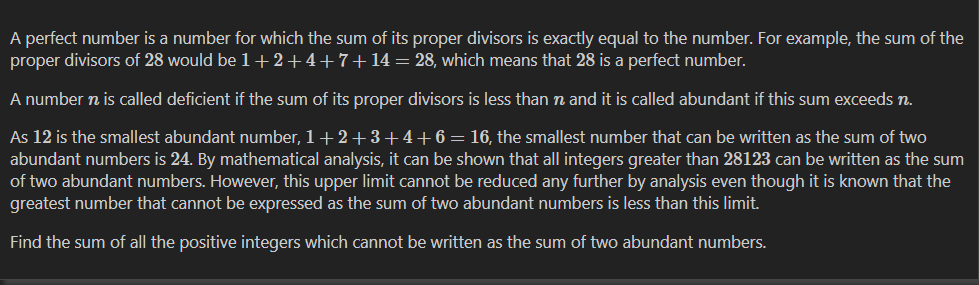 A perfect number is a number for which the sum of its proper divisors is exactly equal to the number. For example, the sum of the
proper divisors of 28 would be 1 + 2 + 4 + 7 + 14 = 28, which means that 28 is a perfect number.
A number n is called deficient if the sum of its proper divisors is less than n and it is called abundant if this sum exceeds n.
As 12 is the smallest abundant number, 1 + 2 + 3 + 4 + 6 = 16, the smallest number that can be written as the sum of two
abundant numbers is 24. By mathematical analysis, it can be shown that all integers greater than 28123 can be written as the sum
of two abundant numbers. However, this upper limit cannot be reduced any further by analysis even though it is known that the
greatest number that cannot be expressed as the sum of two abundant numbers is less than this limit.
Find the sum of all the positive integers which cannot be written as the sum of two abundant numbers.